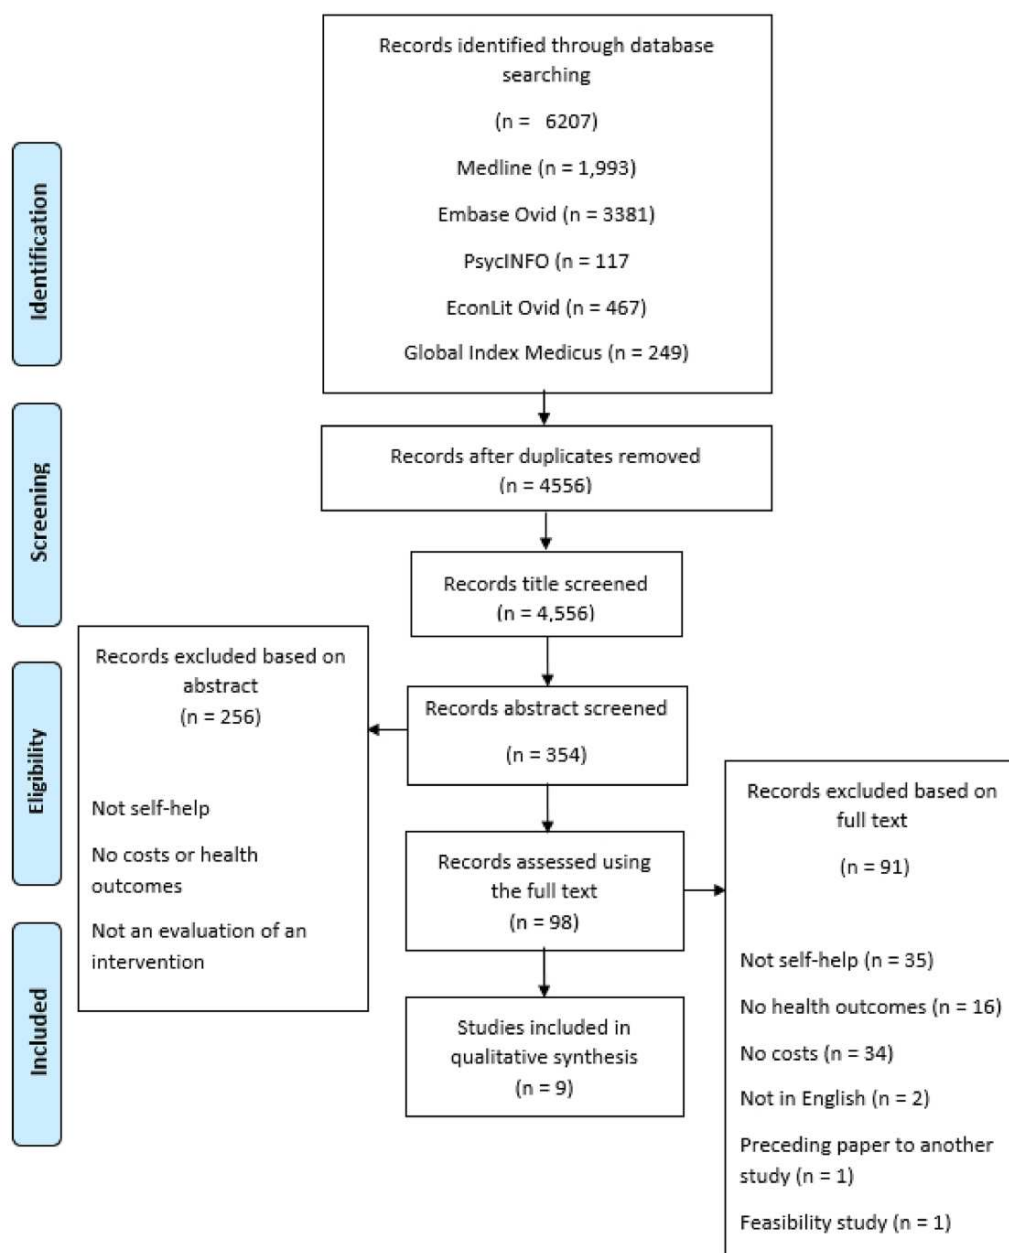 Records identified through database
searching
(n = 6207)
Medline (n = 1,993)
Embase Ovid (n = 3381)
PsycINFO (n = 117
EconLit Ovid (n = 467)
Global Index Medicus (n = 249)
Identification
Records after duplicates removed
(n = 4556)
Screening
Records title screened
(n = 4,556)
Records excluded based on
abstract
(n = 256)
Not self-help
No costs or health
outcomes
Not an evaluation of an
intervention
Records abstract screened
(n = 354)
Eligibility
Records assessed using
the full text
(n = 98)
Records excluded based on
full text
(n = 91)
Not self-help (n = 35)
No health outcomes (n = 16)
No costs (n = 34)
Not in English (n = 2)
Preceding paper to another
study (n = 1)
Feasibility study (n = 1)
Included
Studies included in
qualitative synthesis
(n = 9)